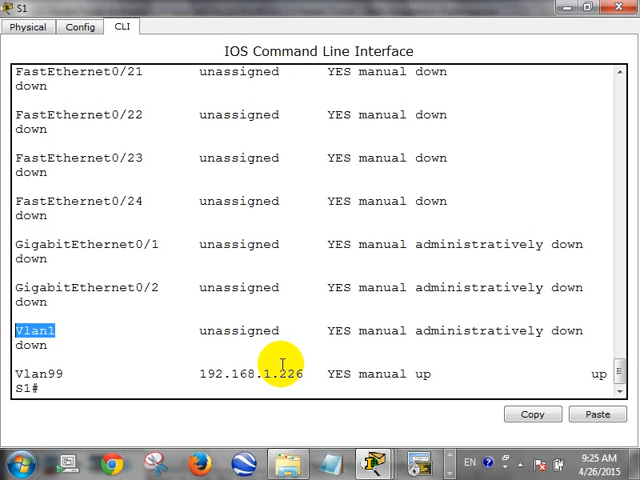 S1
Physical Config CLI
IOS Command Line Interface
FastEthernet0/21 unassigned YES manual down
down
FastEthernet0/22 unassigned YES manual down
down
FastEthernet0/23 unassigned YES manual down
down
FastEthernet0/24 unassigned YES manual down
down
GigabitEthernet0/1 unassigned YES manual administratively down
down
GigabitEthernet0/2 unassigned YES manual administratively down
down
Vlan1 unassigned YES manual administratively down
down
Vlan99 192.168.1.226 YES manual up up
S1#
Copy Paste
EN 9:25 AM
4/26/2015